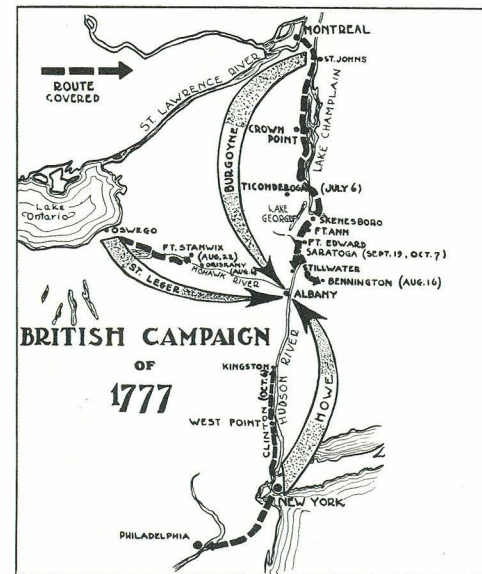 MONTREAL
ST. JOHNS
ROUTE
COVERED
ST. LAWRENCE RIVER
LAKE CHAMPLAIN
BURGOYNE
CROWN
POINT
TICONDEROGA
(JULY 6)
Lake
Ontario
LAKE
GEORGE
SKENESBORO
FT. ANN
OSWEGO
FT. STANWIX
(AUG. 22)
FT. EDWARD
SARATOGA (SEPT. 19, OCT. 7)
ORISKANY (AUG. 6)
MOHAWK RIVER
STILLWATER
BENNINGTON (AUG. 16)
ST. LEGER
ALBANY
BRITISH CAMPAIGN
OF
1777
KINGSTON
HUDSON RIVER
HOWE
WEST POINT
CLINTON (OCT. 6)
NEW YORK
PHILADELPHIA